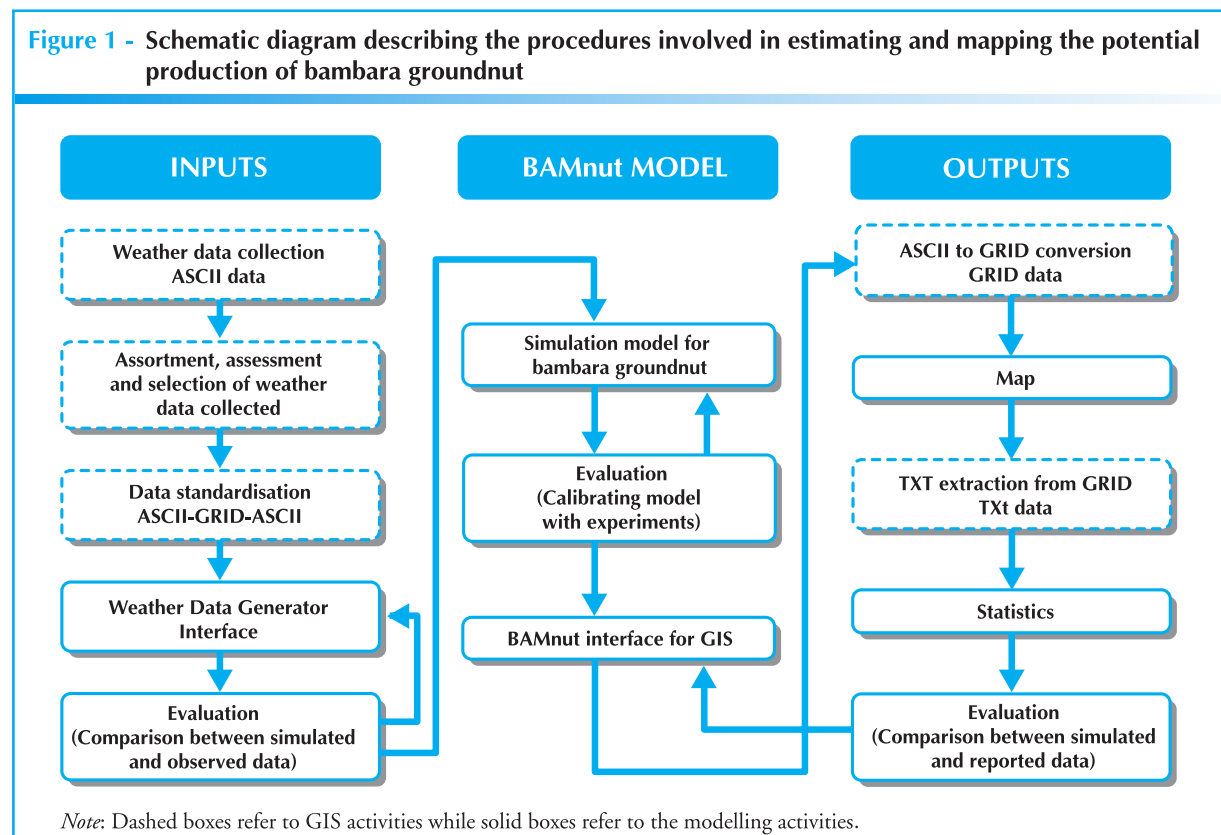 Figure 1 - Schematic diagram describing the procedures involved in estimating and mapping the potential
production of bambara groundnut
INPUTS
Weather data collection
ASCII data
Assortment, assessment
and selection of weather
data collected
Data standardisation
ASCII-GRID-ASCII
Weather Data Generator
Interface
Evaluation
(Comparison between simulated
and observed data)
BAMnut MODEL
Simulation model for
bambara groundnut
Evaluation
(Calibrating model
with experiments)
BAMnut interface for GIS
OUTPUTS
ASCII to GRID conversion
GRID data
Map
TXT extraction from GRID
TXt data
Statistics
Evaluation
(Comparison between simulated
and reported data)
Note: Dashed boxes refer to GIS activities while solid boxes refer to the modelling activities.